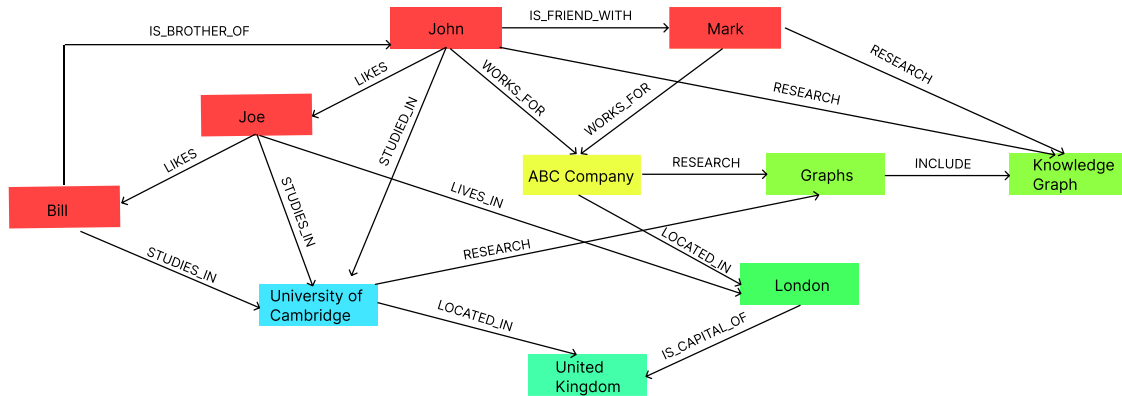 IS_BROTHER_OF
John
IS_FRIEND_WITH
Mark
RESEARCH
LIKES
WORKS_FOR
RESEARCH
WORKS_FOR
Joe
STUDIED_IN
LIKES
STUDIES_IN
LIVES_IN
ABC Company
RESEARCH
Graphs
INCLUDE
Knowledge
Graph
Bill
STUDIES_IN
RESEARCH
LOCATED_IN
University of
Cambridge
London
LOCATED_IN
IS_CAPITAL_OF
United
Kingdom